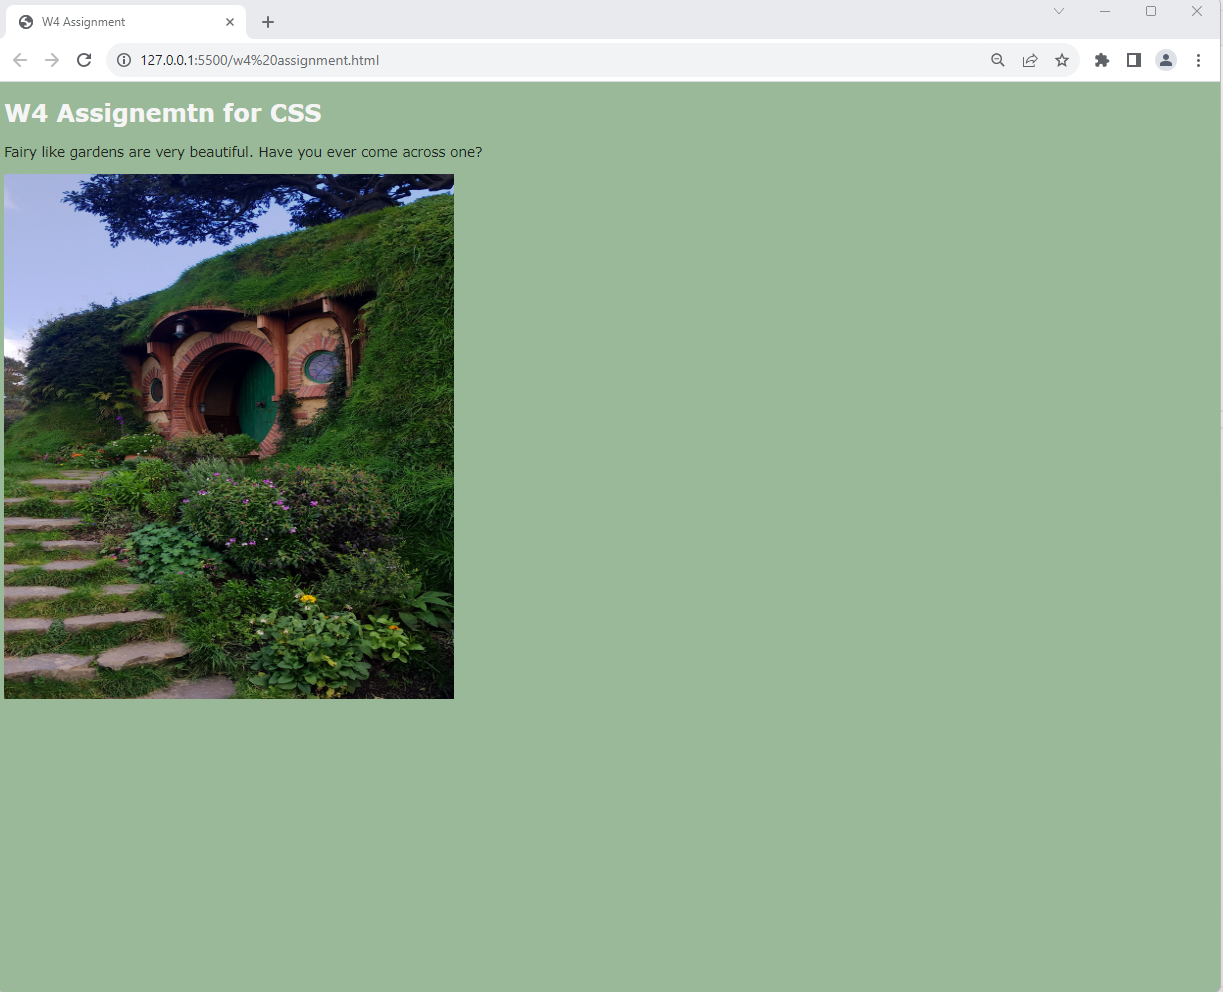 W4 Assignment
127.0.0.1:5500/w4%20assignment.html
W4 Assignemtn for CSS
Fairy like gardens are very beautiful. Have you ever come across one?